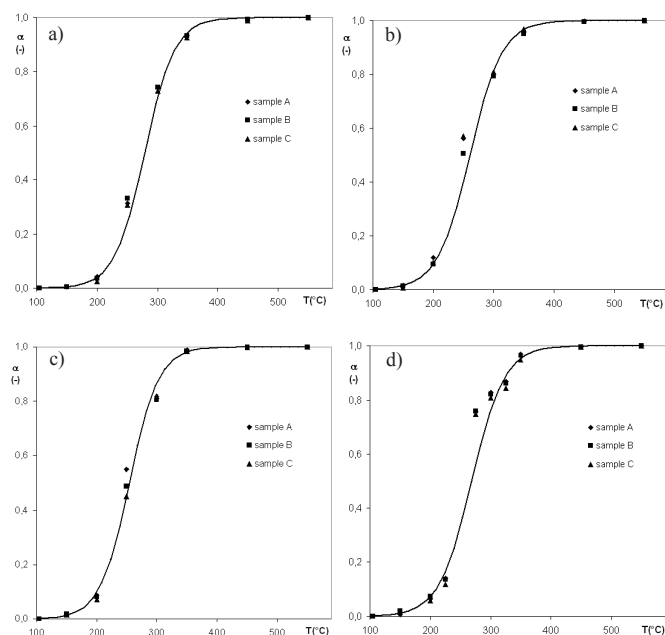 1,0
α
(-)
a)
sample A
sample B
sample C
0,8
0,6
0,4
0,2
0,0
100 200 300 400 500
T(°C)
1,0
α
(-)
b)
sample A
sample B
sample C
0,8
0,6
0,4
0,2
0,0
100 200 300 400 500
T(°C)
1,0
α
(-)
c)
sample A
sample B
sample C
0,8
0,6
0,4
0,2
0,0
100 200 300 400 500
T(°C)
1,0
α
(-)
d)
sample A
sample B
sample C
0,8
0,6
0,4
0,2
0,0
100 200 300 400 500
T(°C)